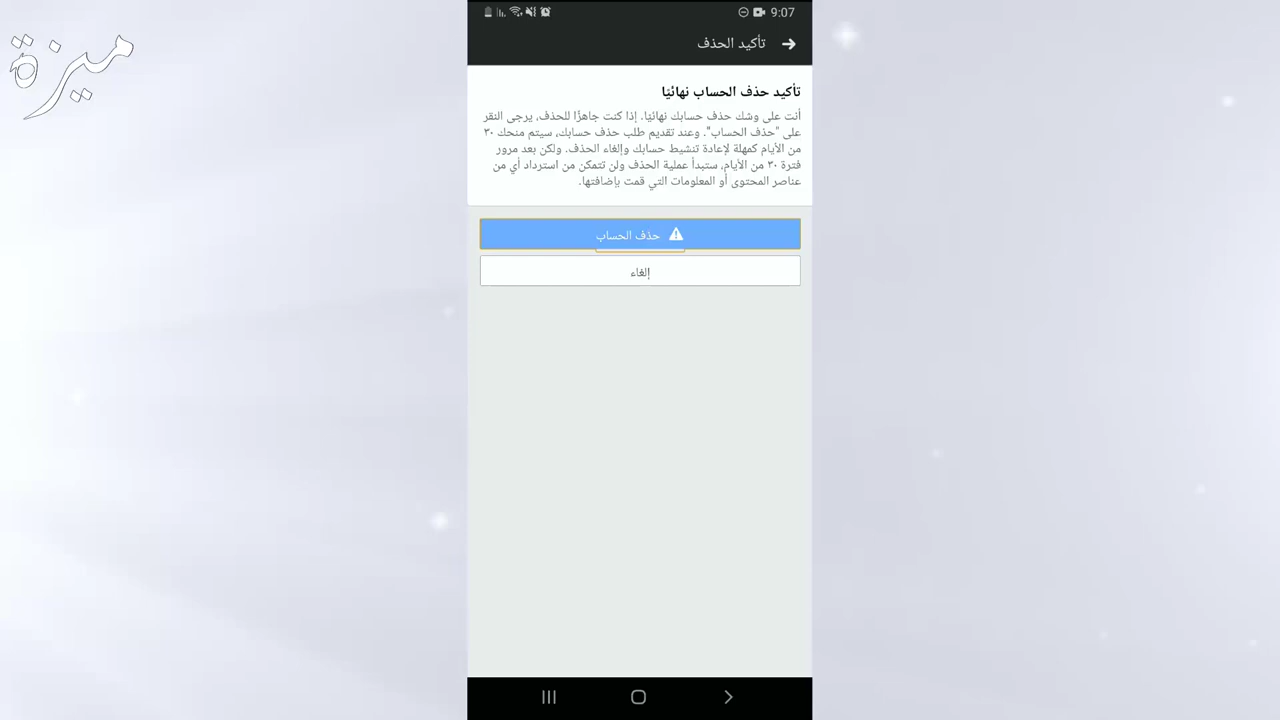 9:07
ميزة
تأكيد الحذف
تأكيد حذف الحساب نهائيًا
أنت على وشك حذف حسابك نهائيًا. إذا كنت جاهزًا للحذف، يرجى النقر
على "حذف الحساب". وعند تقديم طلب حذف حسابك، سيتم منحك ٣٠
من الأيام كمهلة لإعادة تنشيط حسابك وإلغاء الحذف. ولكن بعد مرور
فترة ٣٠ من الأيام، ستبدأ عملية الحذف ولن تتمكن من استرداد أي من
عناصر المحتوى أو المعلومات التي قمت بإضافتها.
حذف الحساب
إلغاء